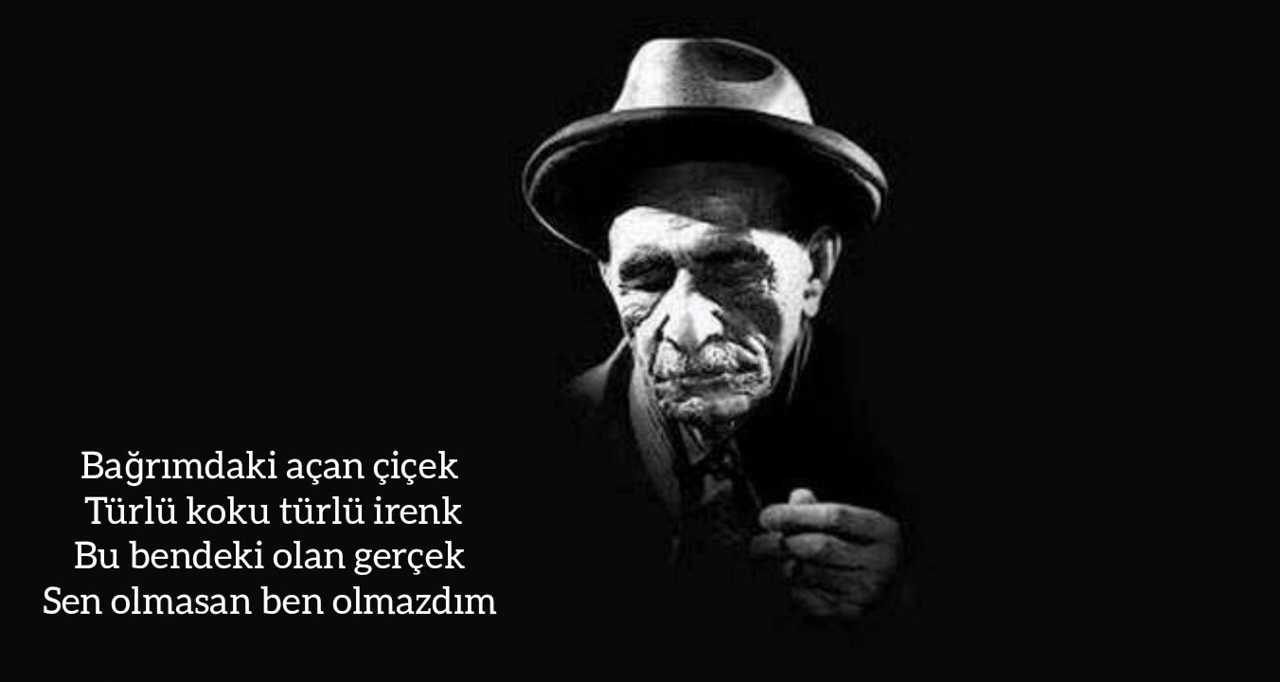 Bağrımdaki açan çiçek
Türlü koku türlü irenk
Bu bendeki olan gerçek
Sen olmasan ben olmazdım